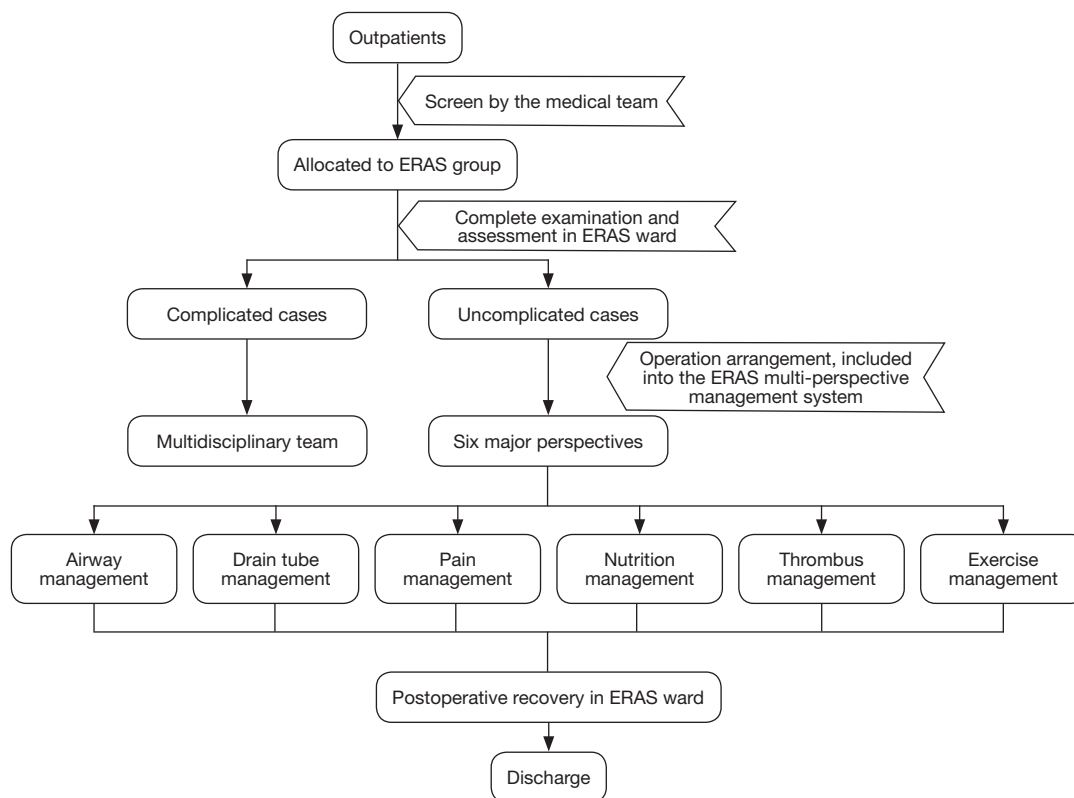 Outpatients
Screen by the medical team
Allocated to ERAS group
Complete examination and
assessment in ERAS ward
Complicated cases
Uncomplicated cases
Operation arrangement, included
into the ERAS multi-perspective
management system
Multidisciplinary team
Six major perspectives
Airway
management
Drain tube
management
Pain
management
Nutrition
management
Thrombus
management
Exercise
management
Postoperative recovery in ERAS ward
Discharge